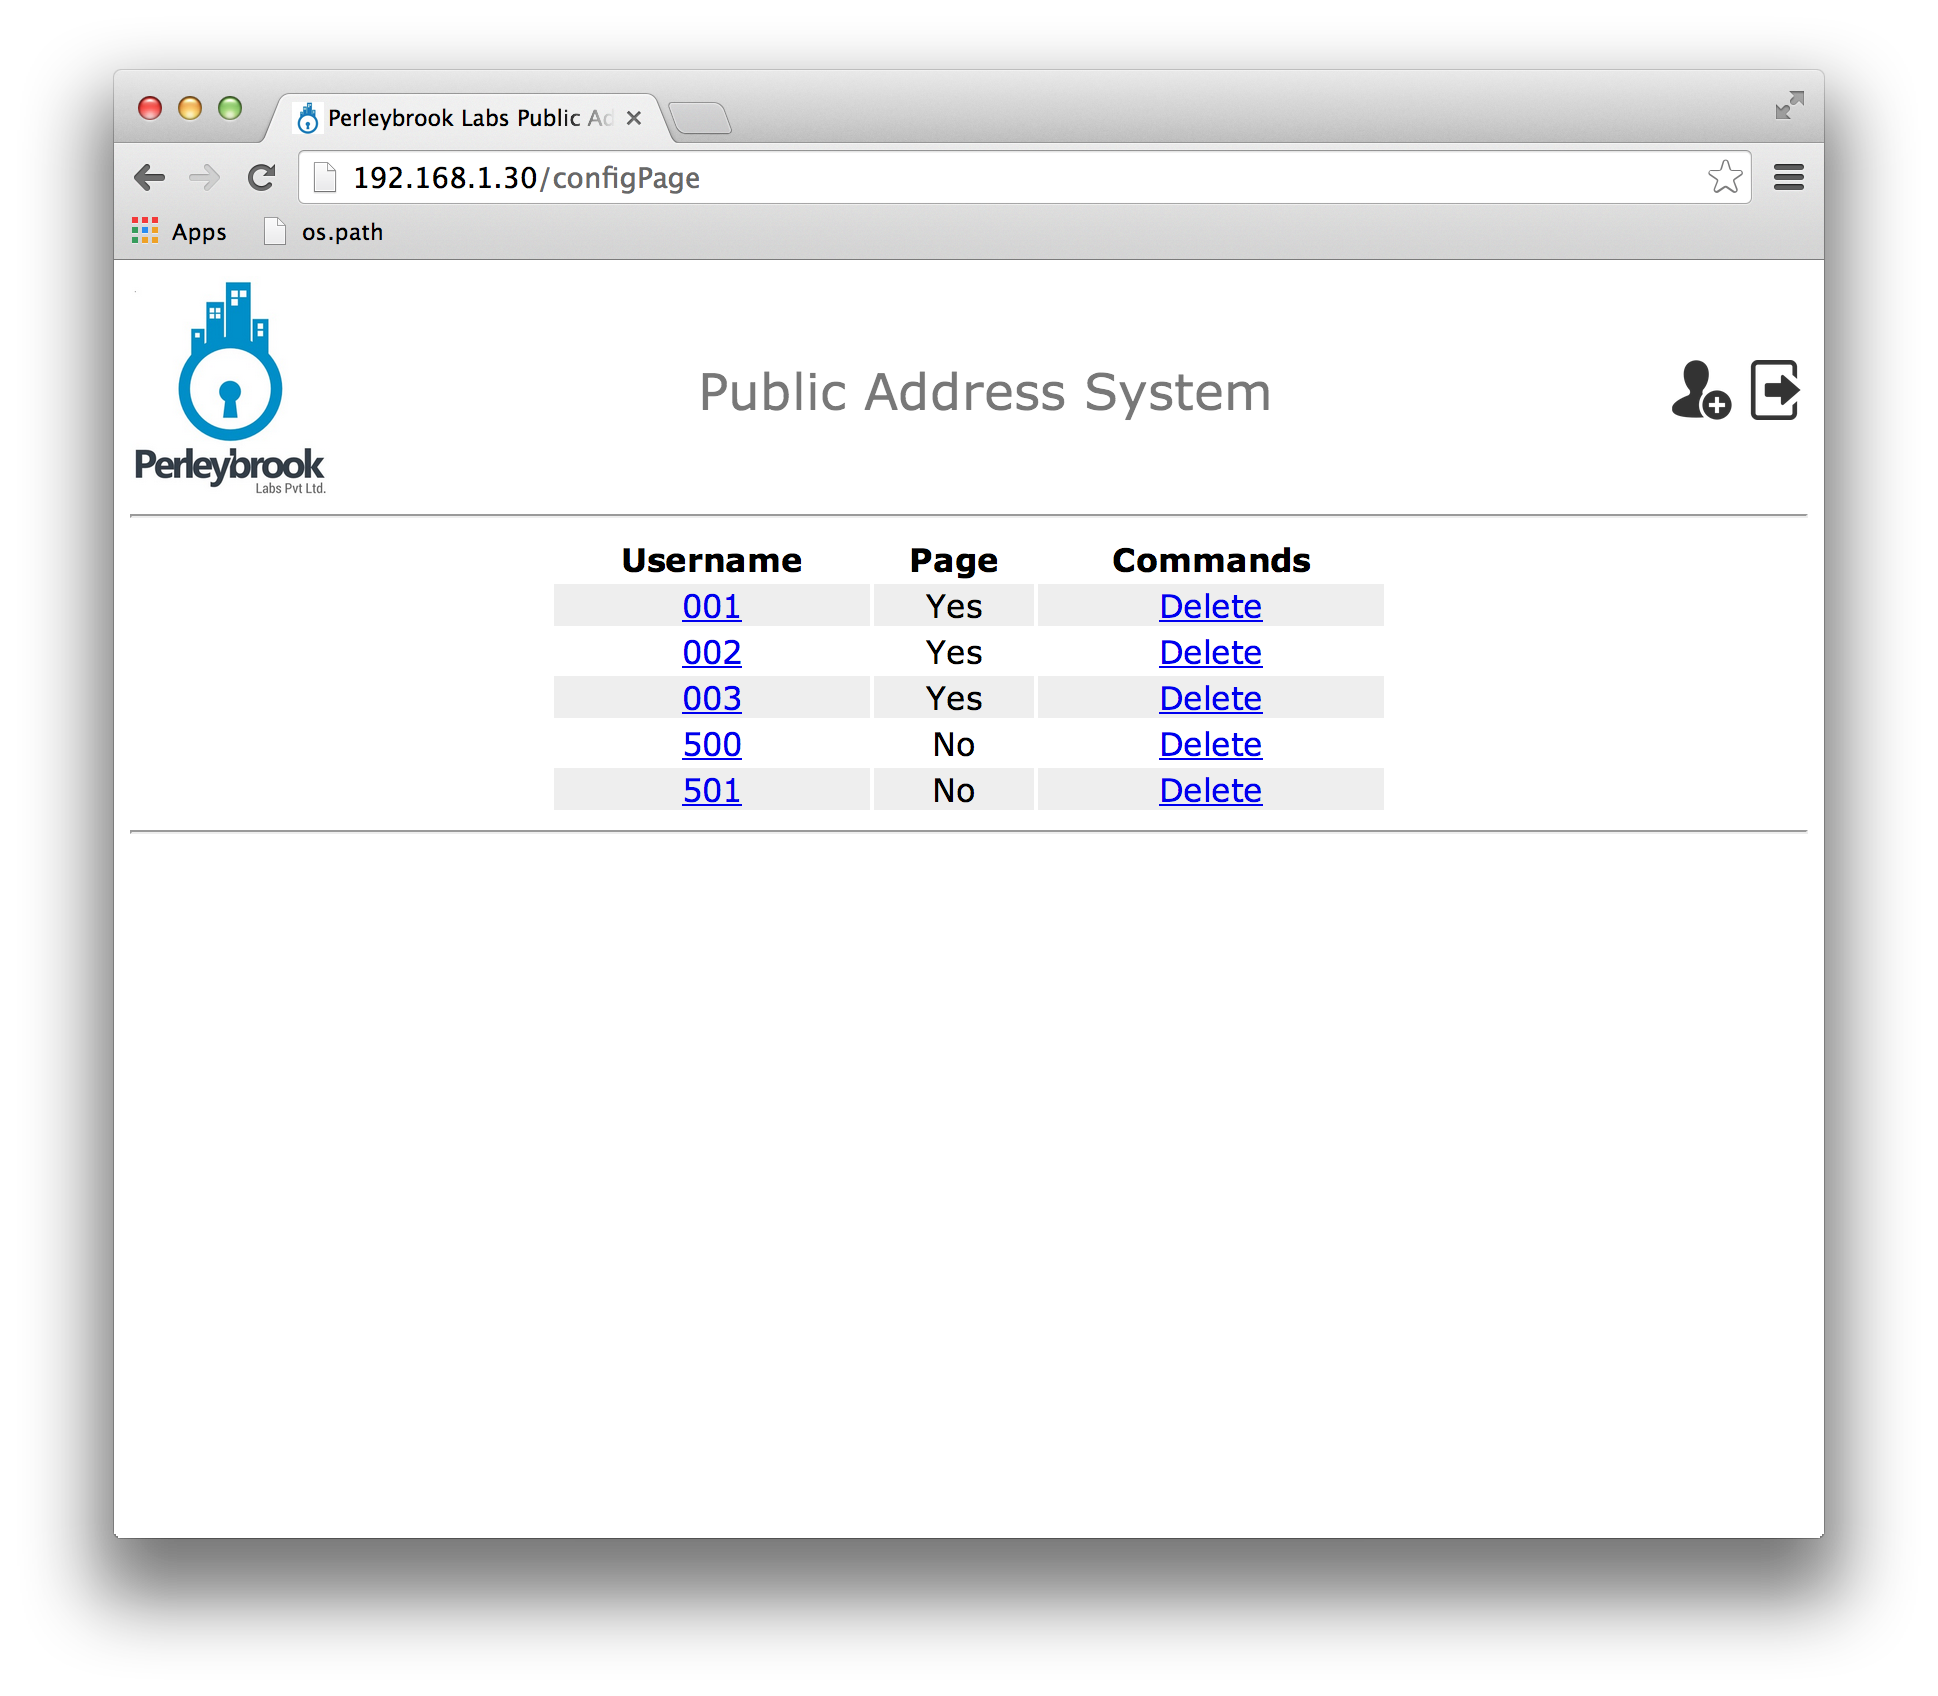 Perleybrook Labs Public Ad
192.168.1.30/configPage
Apps os.path
Public Address System
Perleybrook
Labs Pvt Ltd.
Username Page Commands
001 Yes Delete
002 Yes Delete
003 Yes Delete
500 No Delete
501 No Delete